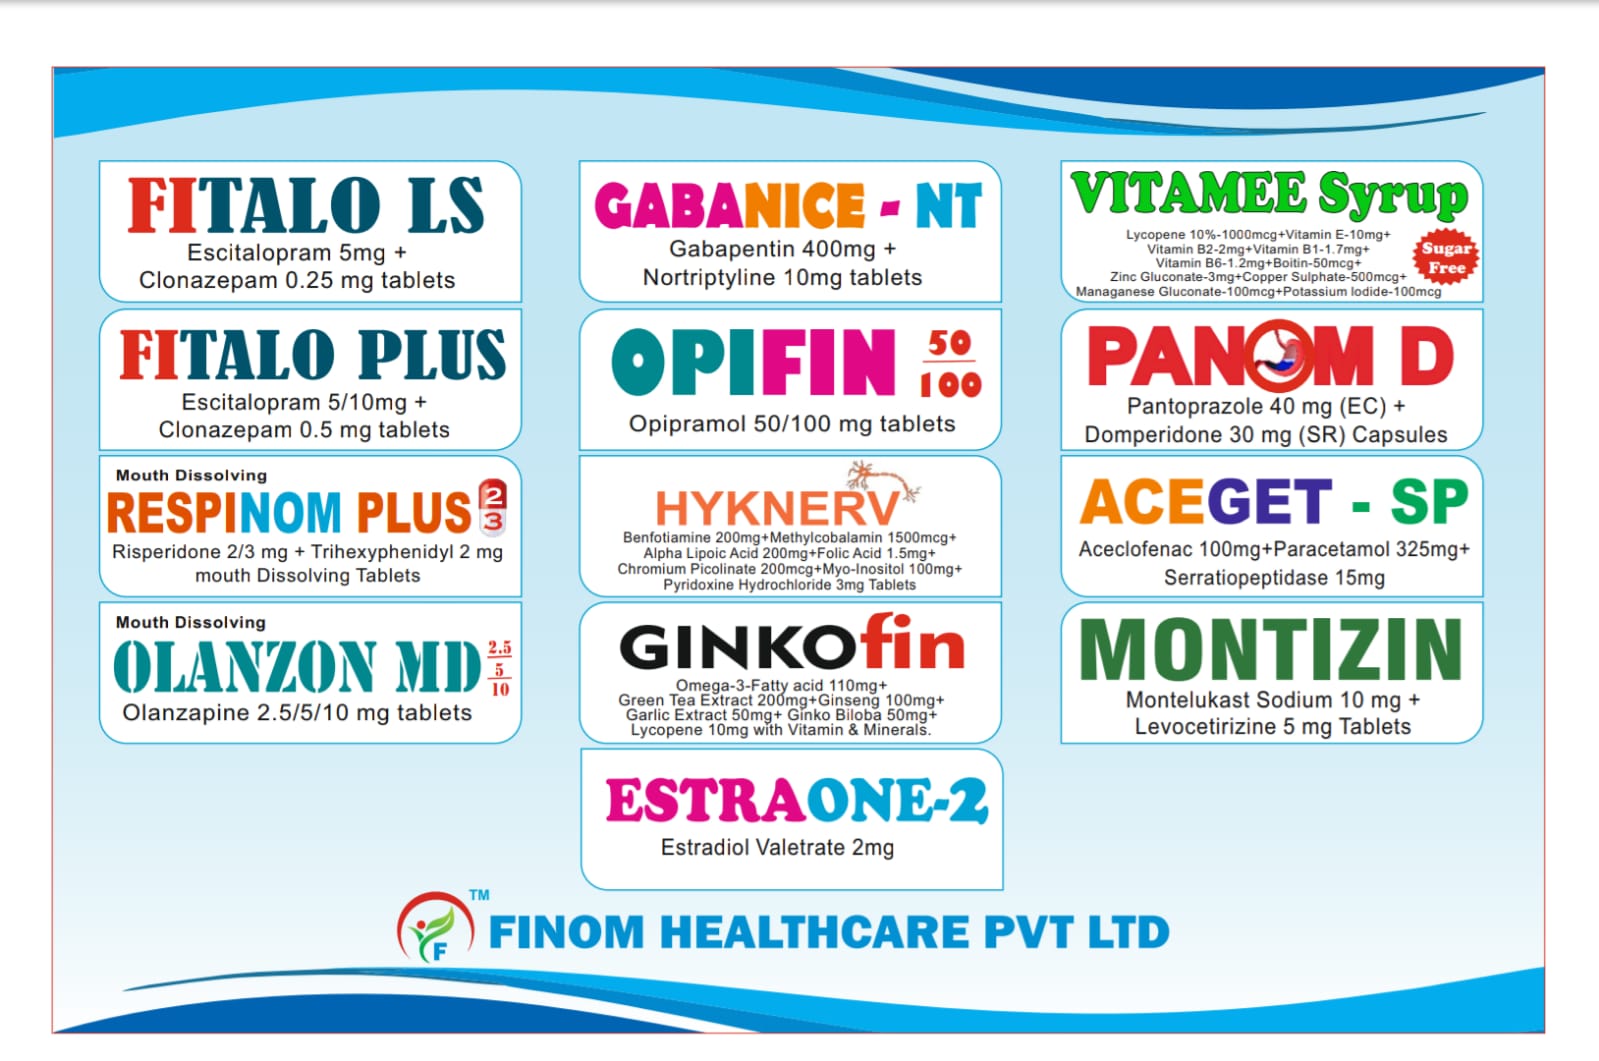 FITALO LS
Escitalopram 5mg +
Clonazepam 0.25 mg tablets
FITALO PLUS
Escitalopram 5/10mg +
Clonazepam 0.5 mg tablets
Mouth Dissolving
RESPINOM PLUS 2
3
Risperidone 2/3 mg + Trihexyphenidyl 2 mg
mouth Dissolving Tablets
Mouth Dissolving
OLANZON MD 2.5
5
10
Olanzapine 2.5/5/10 mg tablets
GABANICE - NT
Gabapentin 400mg +
Nortriptyline 10mg tablets
OPIFIN 50
100
Opipramol 50/100 mg tablets
HYKNERV
Benfotiamine 200mg+Methylcobalamin 1500mcg+
Alpha Lipoic Acid 200mg+Folic Acid 1.5mg+
Chromium Picolinate 200mcg+Myo-Inositol 100mg+
Pyridoxine Hydrochloride 3mg Tablets
GINKOfin
Omega-3-Fatty acid 110mg+
Green Tea Extract 200mg+Ginseng 100mg+
Garlic Extract 50mg+ Ginko Biloba 50mg+
Lycopene 10mg with Vitamin & Minerals.
ESTRAONE-2
Estradiol Valetrate 2mg
VITAMEE Syrup
Lycopene 10%-1000mcg+Vitamin E-10mg+
Vitamin B2-2mg+Vitamin B1-1.7mg+
Vitamin B6-1.2mg+Boitin-50mcg+
Zinc Gluconate-3mg+Copper Sulphate-500mcg+
Managanese Gluconate-100mcg+Potassium Iodide-100mcg
Sugar
Free
PANOM D
Pantoprazole 40 mg (EC) +
Domperidone 30 mg (SR) Capsules
ACEGET - SP
Aceclofenac 100mg+Paracetamol 325mg+
Serratiopeptidase 15mg
MONTIZIN
Montelukast Sodium 10 mg +
Levocetirizine 5 mg Tablets
TM
F
FINOM HEALTHCARE PVT LTD